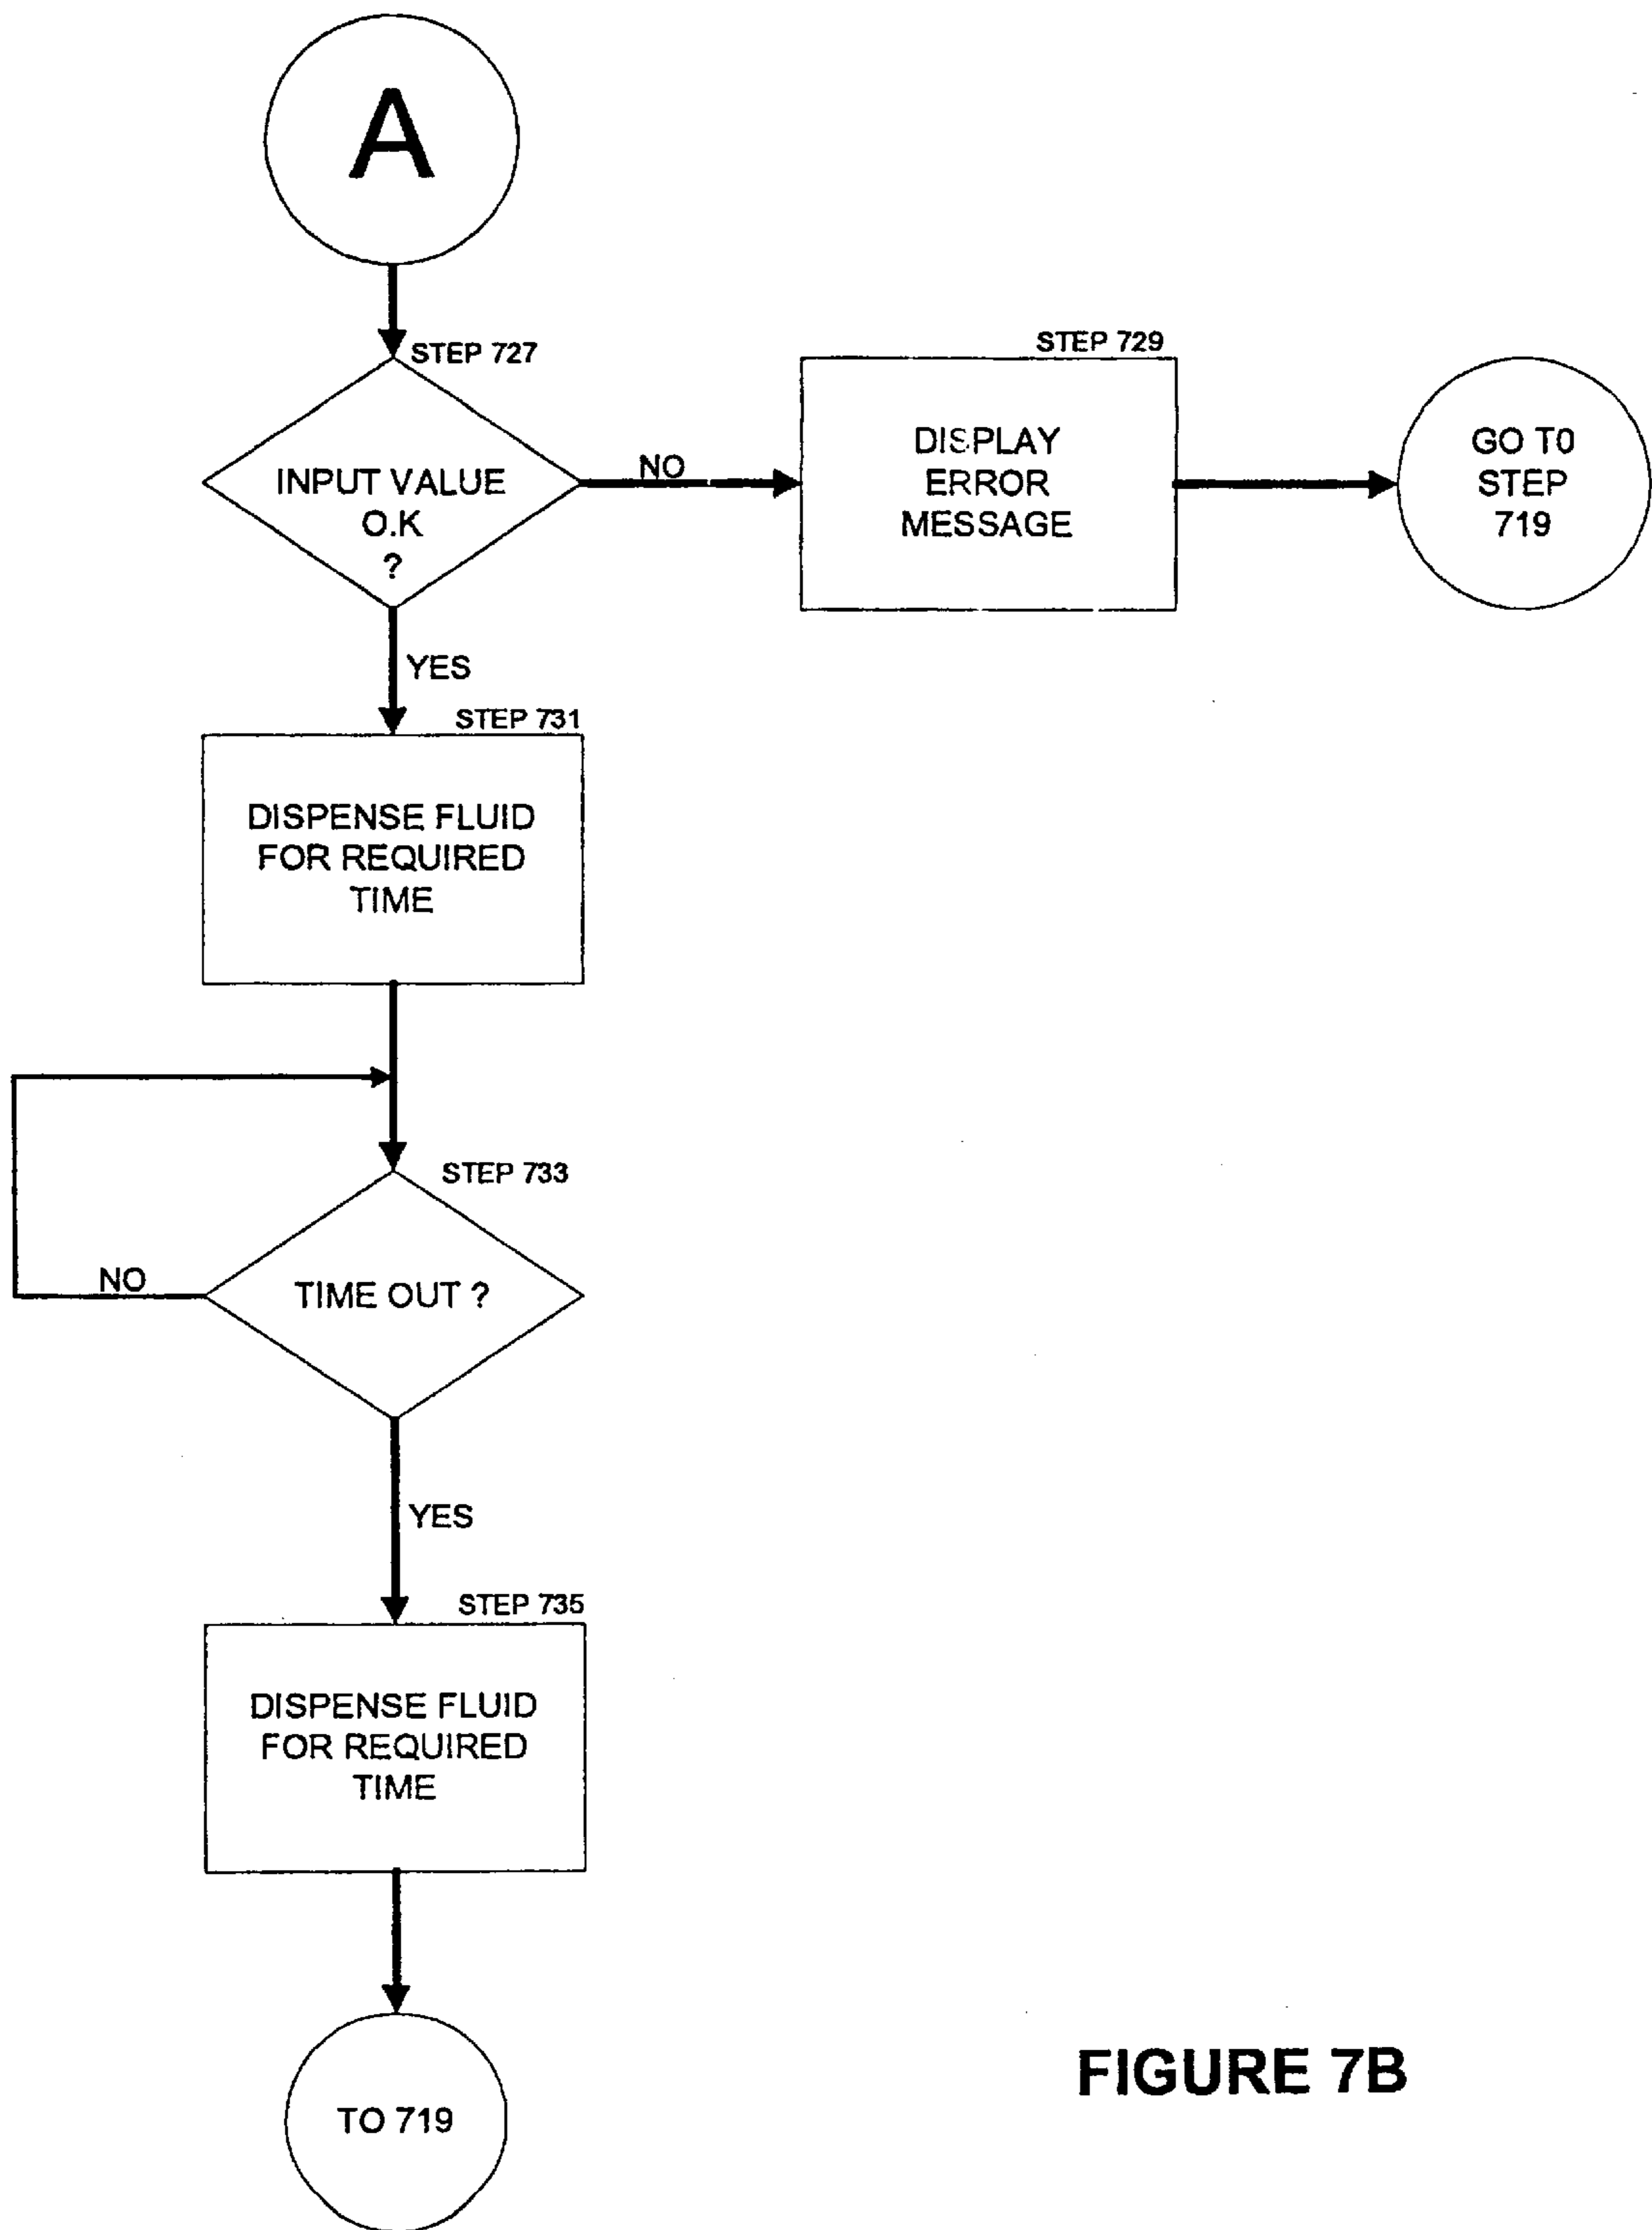 A
STEP 727
INPUT VALUE
O.K
?
NO
STEP 729
DISPLAY
ERROR
MESSAGE
GO TO
STEP
719
YES
STEP 731
DISPENSE FLUID
FOR REQUIRED
TIME
STEP 733
TIME OUT ?
NO
YES
STEP 735
DISPENSE FLUID
FOR REQUIRED
TIME
TO 719
FIGURE 7B